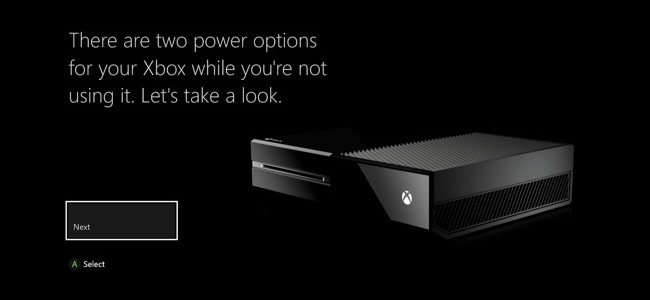 There are two power options
for your Xbox while you're not
using it. Let's take a look.
Next
A Select